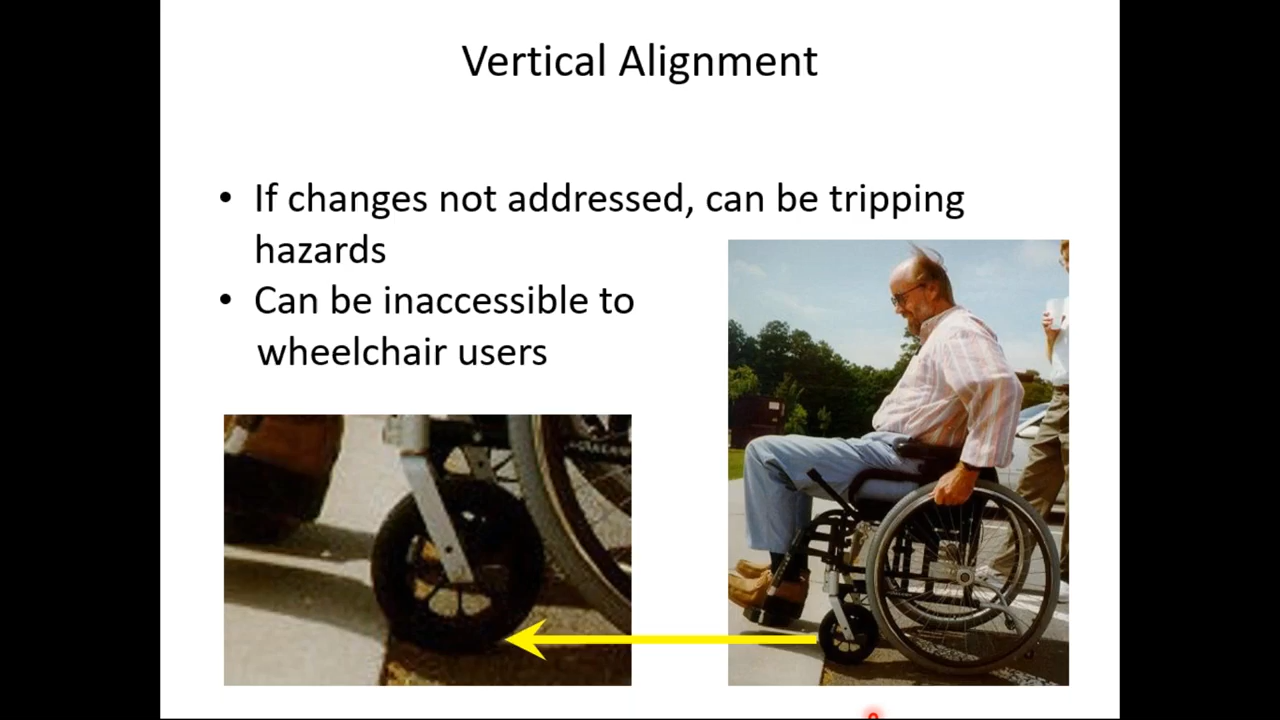 Vertical Alignment
• If changes not addressed, can be tripping
hazards
• Can be inaccessible to
wheelchair users